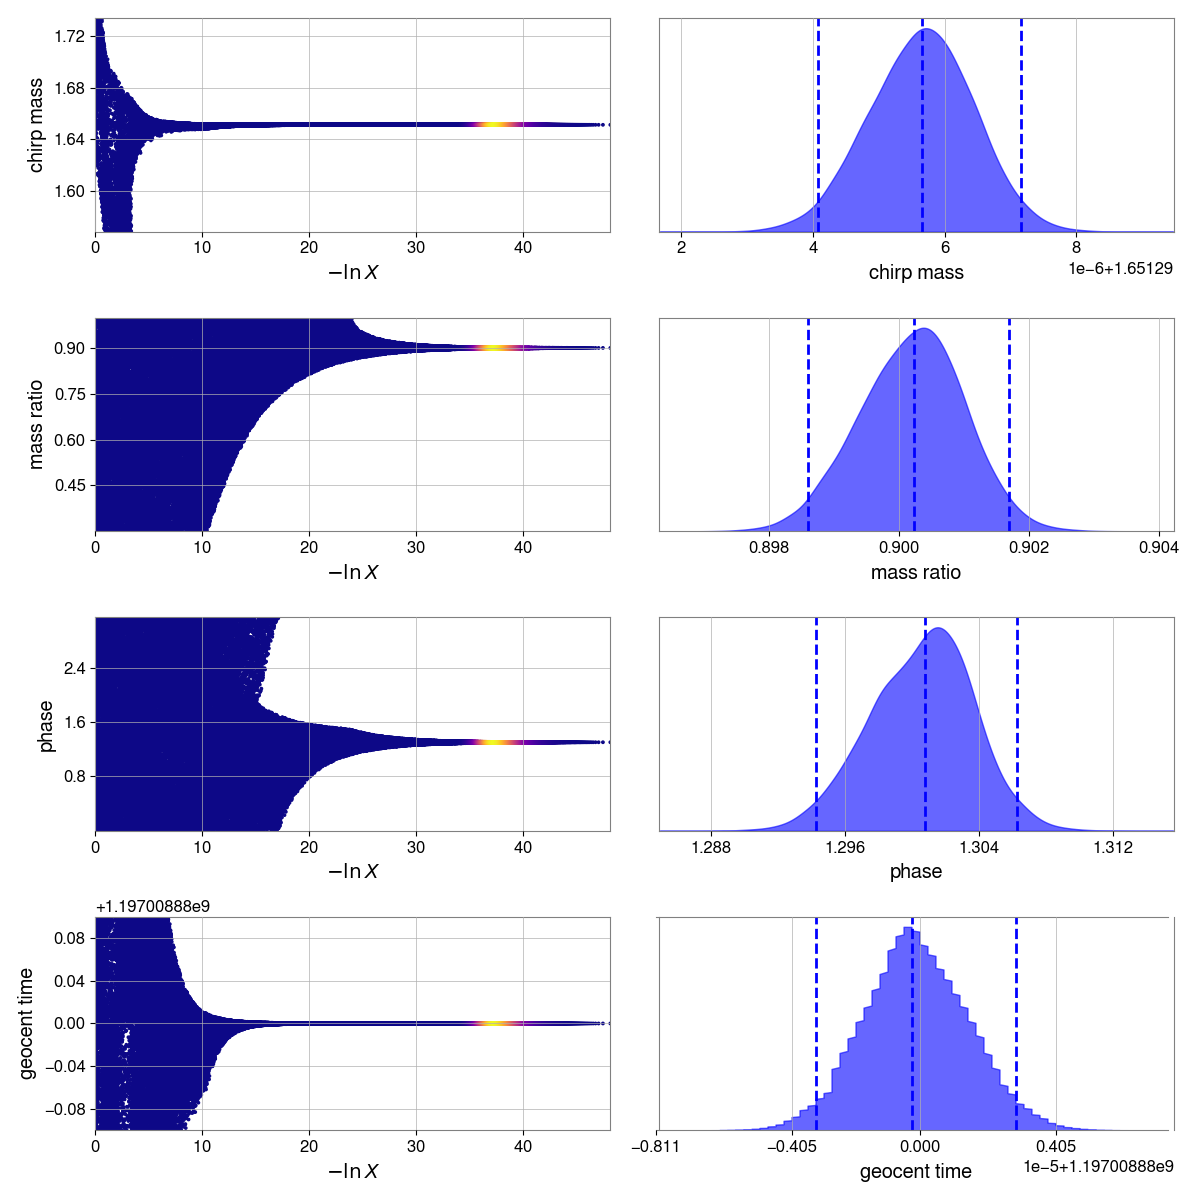 1.72
1.68
1.64
1.60
chirp mass
0 10 20 30 40
−ln X
2 4 6 8
chirp mass
1e−6+1.65129
0.90
0.75
0.60
0.45
mass ratio
0 10 20 30 40
−ln X
0.898 0.900 0.902 0.904
mass ratio
2.4
1.6
0.8
phase
0 10 20 30 40
−ln X
1.288 1.296 1.304 1.312
phase
+1.19700888e9
0.08
0.04
0.00
−0.04
−0.08
geocent time
0 10 20 30 40
−ln X
−0.811 −0.405 0.000 0.405
geocent time
1e−5+1.19700888e9